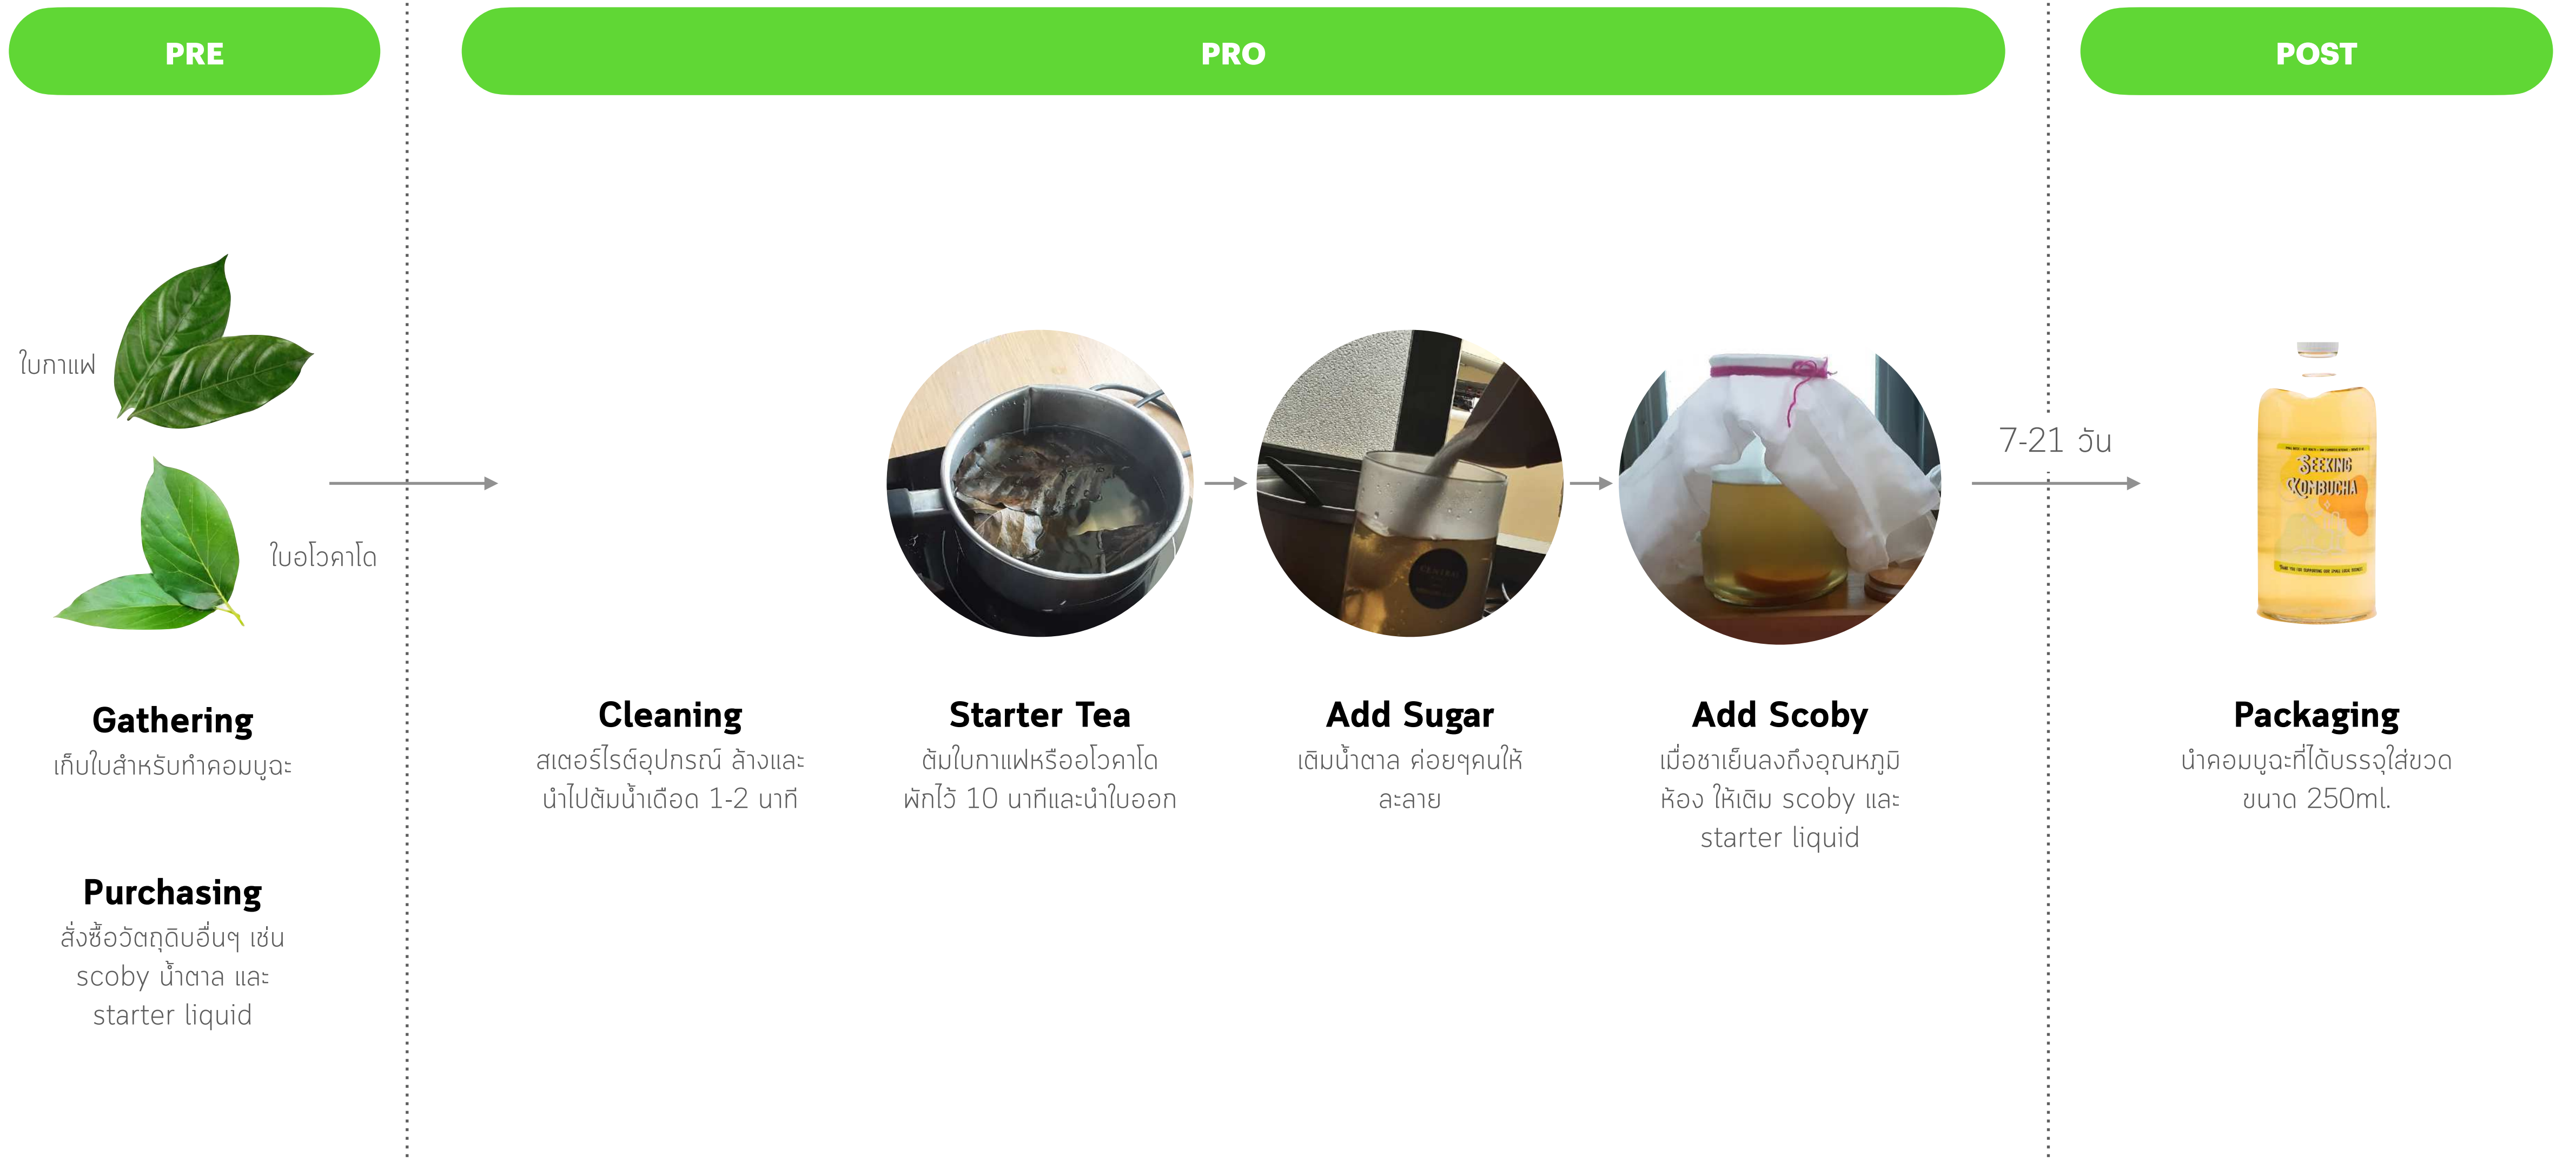 PRE
PRO
POST
ใบกาแฟ
ใบอโวคาโด
7-21 วัน
SEEKING
KOMBUCHA
Gathering
เก็บใบสำหรับทำคอมบูฉะ
Purchasing
สั่งซื้อวัตถุดิบอื่นๆ เช่น
scoby น้ำตาล และ
starter liquid
Cleaning
สเตอร์ไรต์อุปกรณ์ ล้างและ
นำไปต้มน้ำเดือด 1-2 นาที
Starter Tea
ต้มใบกาแฟหรืออโวคาโด
พักไว้ 10 นาทีและนำใบออก
Add Sugar
เติมน้ำตาล ค่อยๆคนให้
ละลาย
Add Scoby
เมื่อชาเย็นลงถึงอุณหภูมิ
ห้อง ให้เติม scoby และ
starter liquid
Packaging
นำคอมบูฉะที่ได้บรรจุใส่ขวด
ขนาด 250ml.